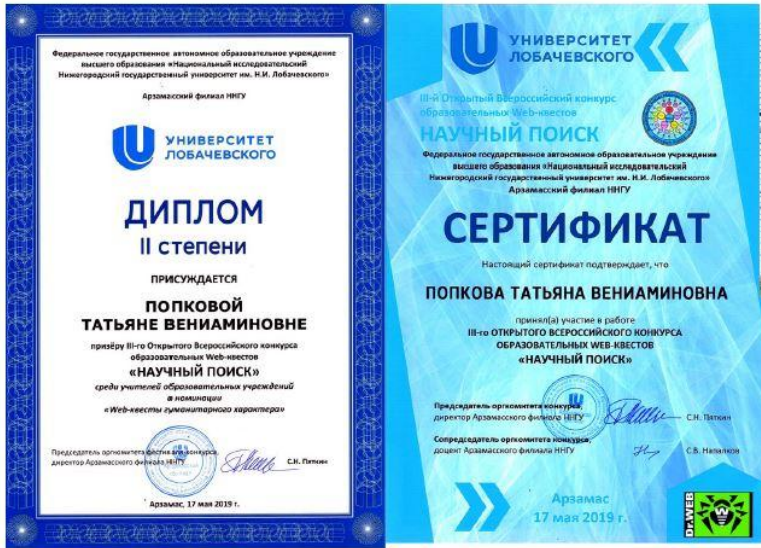 Федеральное государственное автономное образовательное учреждение
высшего образования «Национальный исследовательский
Нижегородский государственный университет им. Н.И. Лобачевского»
Арзамасский филиал ННГУ
УНИВЕРСИТЕТ
ЛОБАЧЕВСКОГО
ДИПЛОМ
II степени
ПРИСУЖДАЕТСЯ
ПОПКОВОЙ
ТАТЬЯНЕ ВЕНИАМИНОВНЕ
призёру III-го Открытого Всероссийского конкурса
образовательных Web-квестов
«НАУЧНЫЙ ПОИСК»
среди учителей образовательных учреждений
в номинации
«Web-квесты гуманитарного характера»
Председатель оргкомитета фестиваля-конкурса,
директор Арзамасского филиала ННГУ
С.Н. Пяткин
Арзамас, 17 мая 2019 г.
УНИВЕРСИТЕТ
ЛОБАЧЕВСКОГО
III-й Открытый Всероссийский конкурс
образовательных Web-квестов
НАУЧНЫЙ ПОИСК
Федеральное государственное автономное образовательное учреждение
высшего образования «Национальный исследовательский
Нижегородский государственный университет им. Н.И. Лобачевского»
Арзамасский филиал ННГУ
СЕРТИФИКАТ
Настоящий сертификат подтверждает, что
ПОПКОВА ТАТЬЯНА ВЕНИАМИНОВНА
принял(а) участие в работе
III-го ОТКРЫТОГО ВСЕРОССИЙСКОГО КОНКУРСА
ОБРАЗОВАТЕЛЬНЫХ WEB-КВЕСТОВ
«НАУЧНЫЙ ПОИСК»
Председатель оргкомитета конкурса,
директор Арзамасского филиала ННГУ
С.Н. Пяткин
Сопредседатель оргкомитета конкурса,
доцент Арзамасского филиала ННГУ
С.В. Напалков
Арзамас
17 мая 2019 г.
Dr.WEB